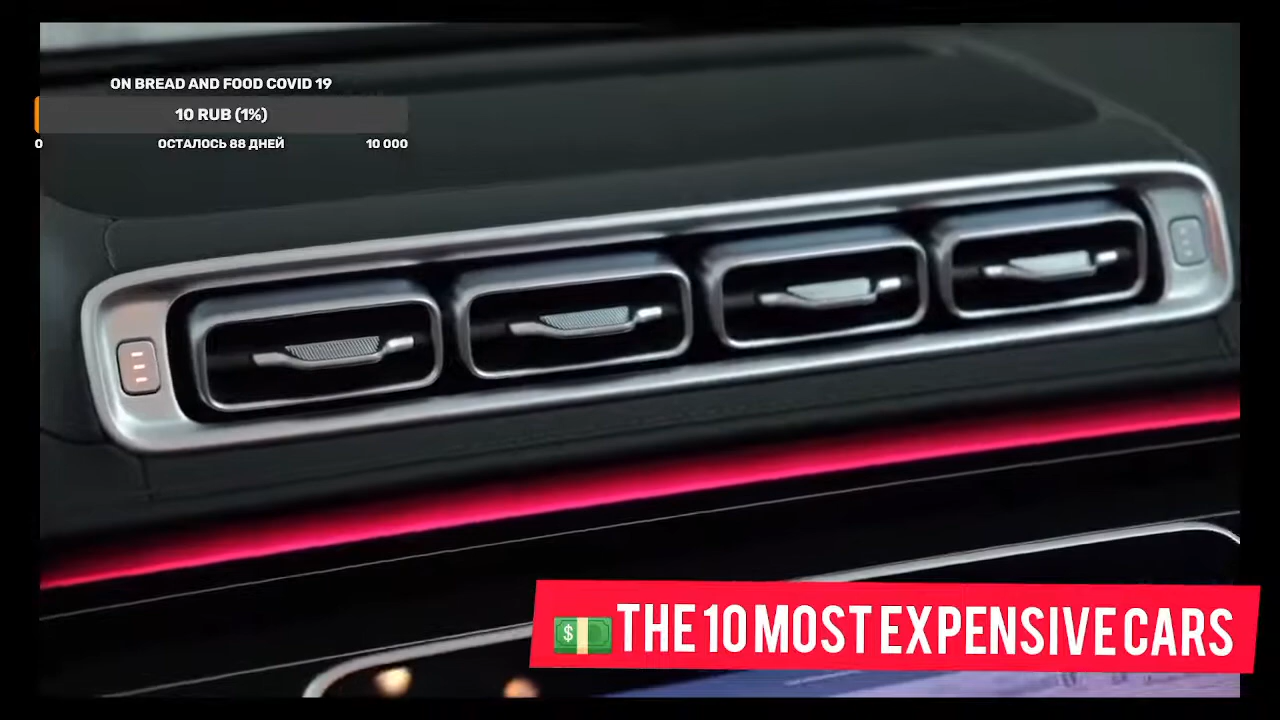 ON BREAD AND FOOD COVID 19
10 RUB (1%)
0 ОСТАЛОСЬ 88 ДНЕЙ 10 000
THE 10 MOST EXPENSIVE CARS